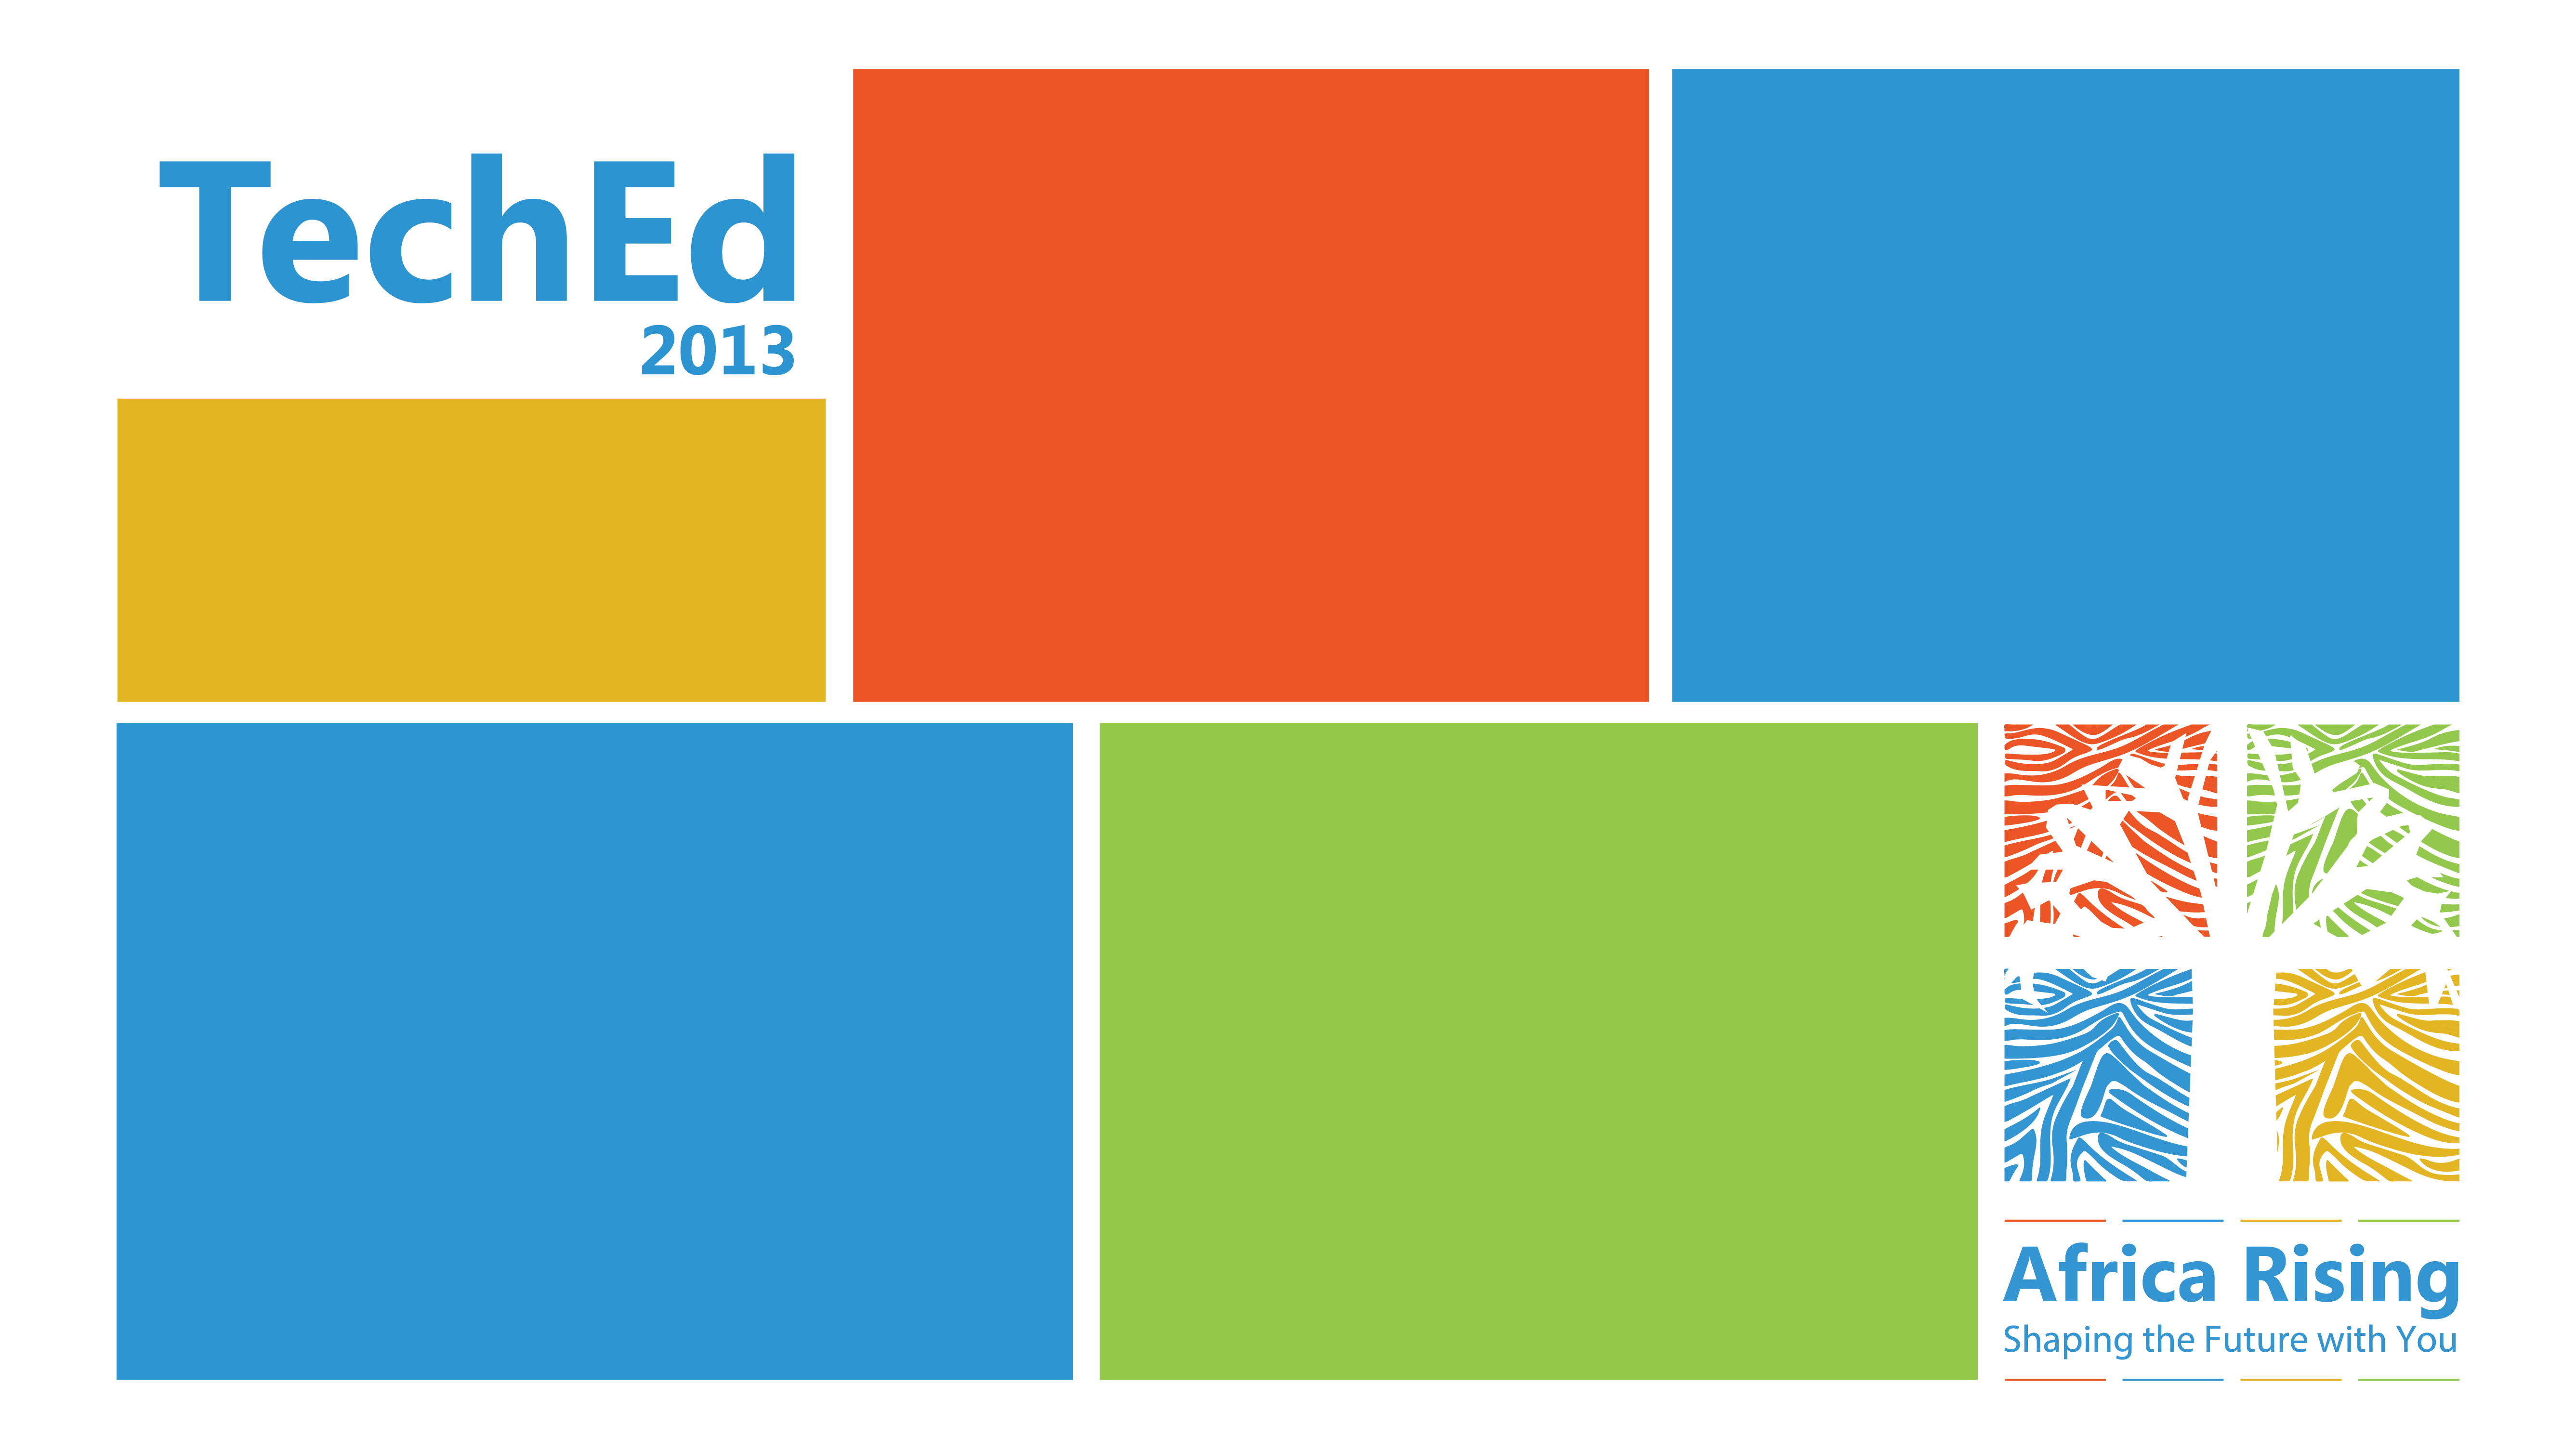 TechEd
2013
Africa Rising
Shaping the Future with You